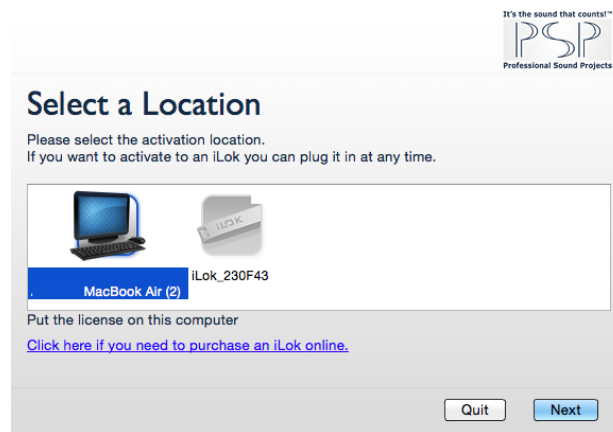 It's the sound that counts!™
PSP
Professional Sound Projects
Select a Location
Please select the activation location.
If you want to activate to an iLok you can plug it in at any time.
iLOK
iLok_230F43
MacBook Air (2)
Put the license on this computer
Click here if you need to purchase an iLok online.
Quit
Next